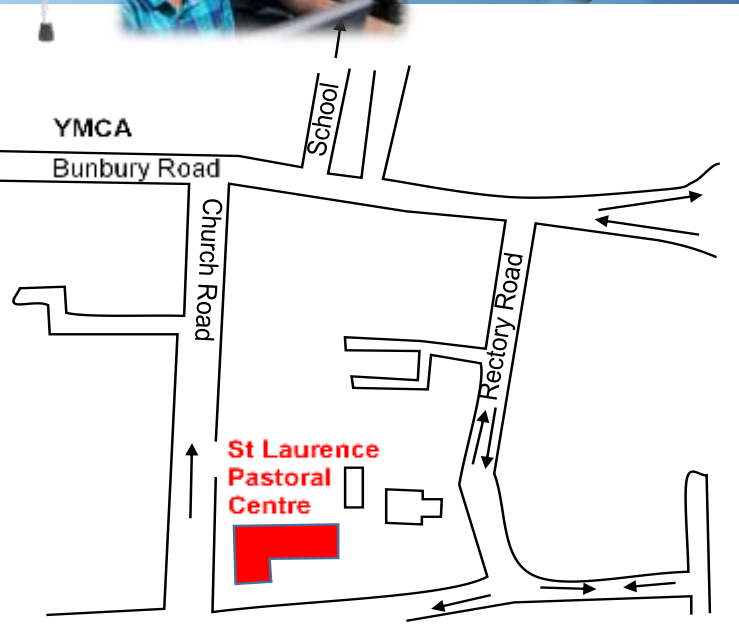 School
YMCA
Bunbury Road
Church Road
Rectory Road
St Laurence
Pastoral
Centre